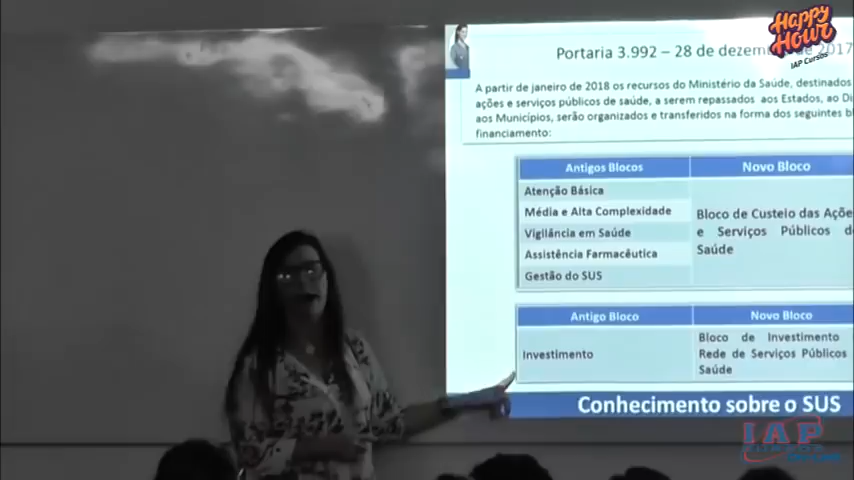 HAPPY
HOUR
IAP Cursos
Portaria 3.992 – 28 de dezem 2017
A partir de janeiro de 2018 os recursos do Ministério da Saúde, destinados
ações e serviços públicos de saúde, a serem repassados aos Estados, ao Di
aos Municípios, serão organizados e transferidos na forma dos seguintes b
financiamento:
Antigos Blocos
Novo Bloco
Atenção Básica
Média e Alta Complexidade
Vigilância em Saúde
Assistência Farmacêutica
Gestão do SUS
Bloco de Custeio das Açõe
e Serviços Públicos d
Saúde
Antigo Bloco
Novo Bloco
Investimento
Bloco de Investimento
Rede de Serviços Públicos
Saúde
Conhecimento sobre o SUS
IAP
CURSOS